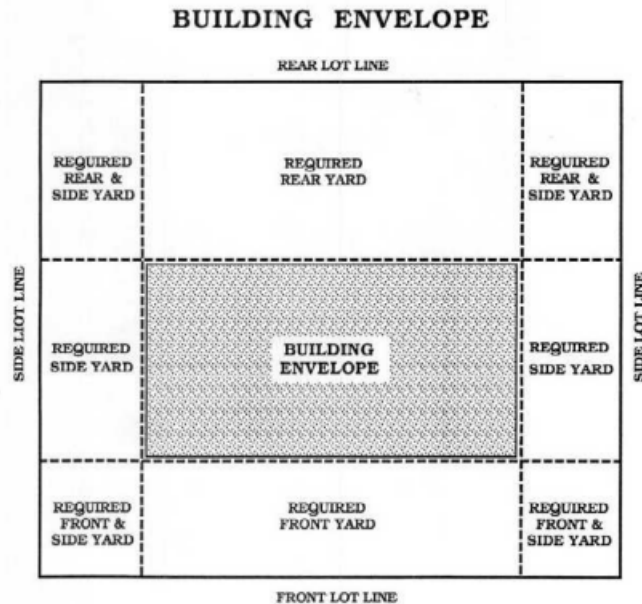 BUILDING ENVELOPE
REAR LOT LINE
REQUIRED
REAR &
SIDE YARD
REQUIRED
REAR YARD
REQUIRED
REAR &
SIDE YARD
SIDE LIOT LINE
REQUIRED
SIDE YARD
BUILDING
ENVELOPE
REQUIRED
SIDE YARD
SIDE LOT LINE
REQUIRED
FRONT &
SIDE YARD
REQUIRED
FRONT YARD
REQUIRED
FRONT &
SIDE YARD
FRONT LOT LINE